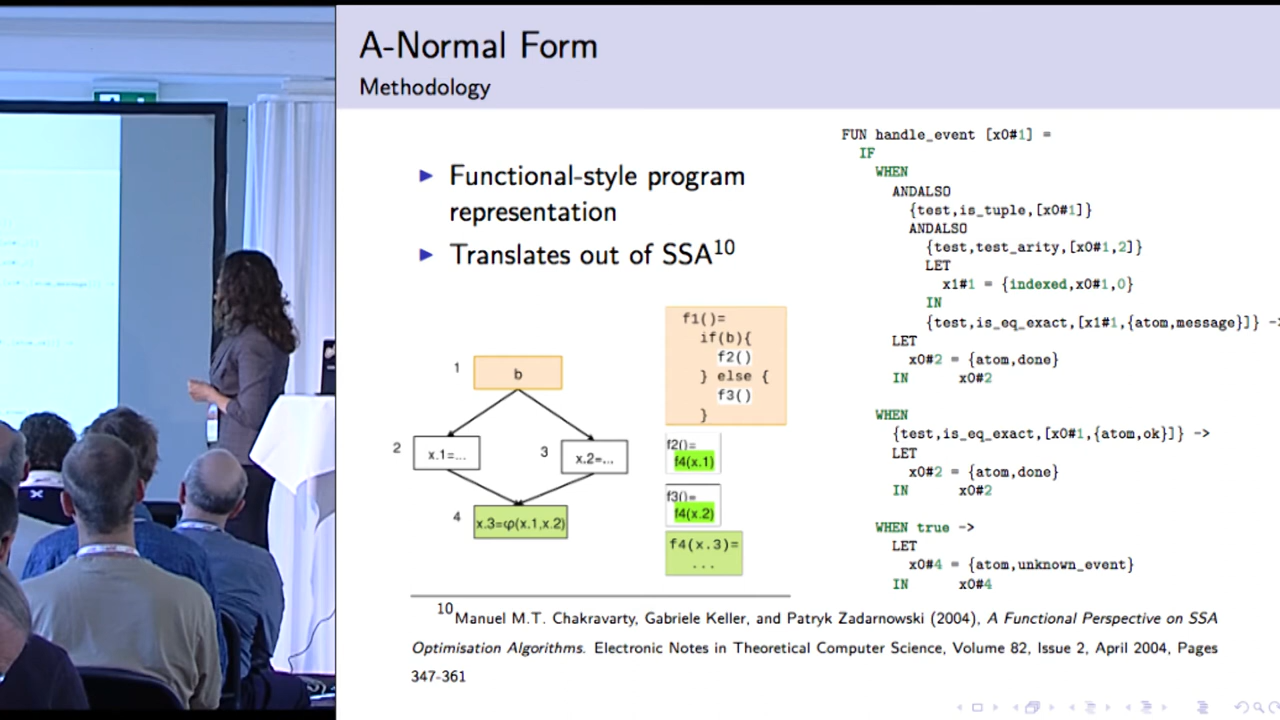 A-Normal Form
Methodology
► Functional-style program
representation
► Translates out of SSA10
1
b
2
x.1=...
3
x.2=...
4
x.3=φ(x.1,x.2)
f1()=
if(b){
f2()
} else {
f3()
}
f2()=
f4(x.1)
f3()=
f4(x.2)
f4(x.3)=
...
FUN handle_event [x0#1] =
IF
WHEN
ANDALSO
{test,is_tuple,[x0#1]}
ANDALSO
{test,test_arity,[x0#1,2]}
LET
x1#1 = {indexed,x0#1,0}
IN
{test,is_eq_exact,[x1#1,{atom,message}]} ->
LET
x0#2 = {atom,done}
IN x0#2
WHEN
{test,is_eq_exact,[x0#1,{atom,ok}]} ->
LET
x0#2 = {atom,done}
IN x0#2
WHEN true ->
LET
x0#4 = {atom,unknown_event}
IN x0#4
10Manuel M.T. Chakravarty, Gabriele Keller, and Patryk Zadarnowski (2004), A Functional Perspective on SSA
Optimisation Algorithms. Electronic Notes in Theoretical Computer Science, Volume 82, Issue 2, April 2004, Pages
347-361